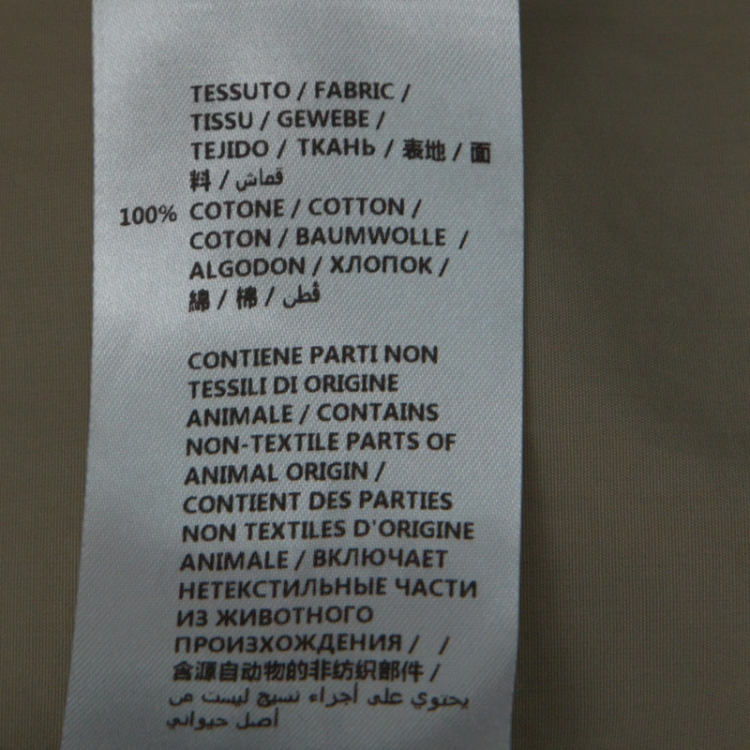 TESSUTO / FABRIC /
TISSU / GEWEBE /
TEJIDO / ТКАНЬ / 表地 / 面
料 / قماش
100% COTONE / COTTON /
COTON / BAUMWOLLE /
ALGODON / ХЛОПОК /
綿 / 棉 / قطن
CONTIENE PARTI NON
TESSILI DI ORIGINE
ANIMALE / CONTAINS
NON-TEXTILE PARTS OF
ANIMAL ORIGIN /
CONTIENT DES PARTIES
NON TEXTILES D'ORIGINE
ANIMALE / ВКЛЮЧАЕТ
НЕТЕКСТИЛЬНЫЕ ЧАСТИ
ИЗ ЖИВОТНОГО
ПРОИЗХОЖДЕНИЯ / /
含源自动物的非纺织部件 /
يحتوي على أجزاء نسيج ليست من
أصل حيواني